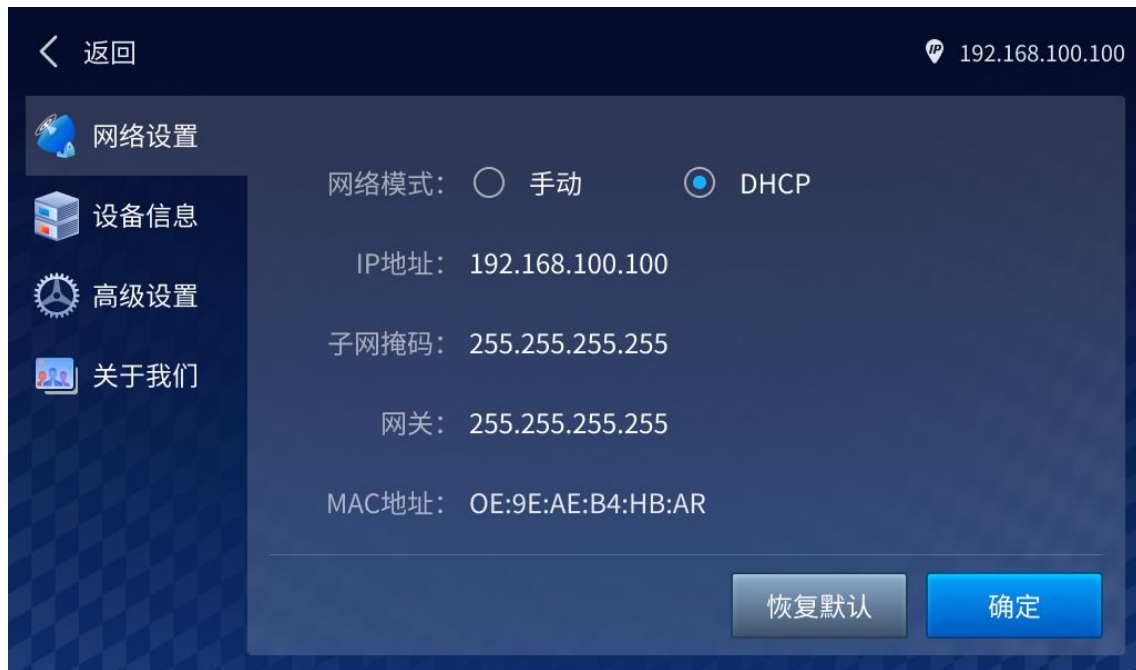 返回
IP 192.168.100.100
网络设置
设备信息
高级设置
关于我们
网络模式： 手动 DHCP
IP地址： 192.168.100.100
子网掩码： 255.255.255.255
网关： 255.255.255.255
MAC地址： OE:9E:AE:B4:HB:AR
恢复默认 确定